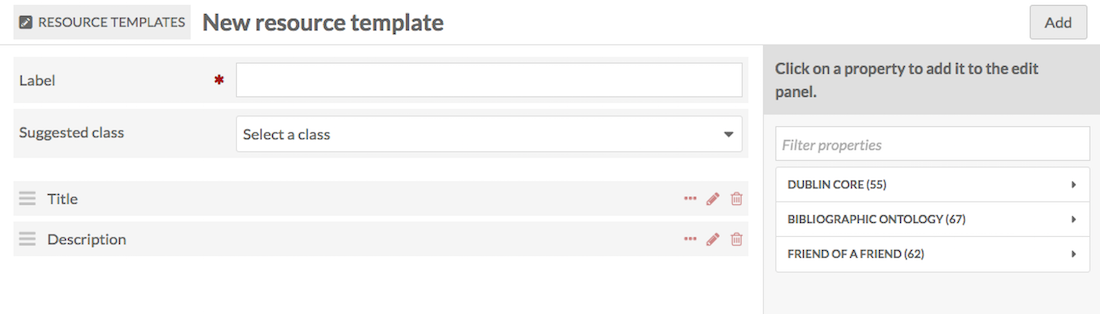 RESOURCE TEMPLATES New resource template
Add
Label *
Suggested class
Select a class
Title
Description
Click on a property to add it to the edit
panel.
Filter properties
DUBLIN CORE (55)
BIBLIOGRAPHIC ONTOLOGY (67)
FRIEND OF A FRIEND (62)